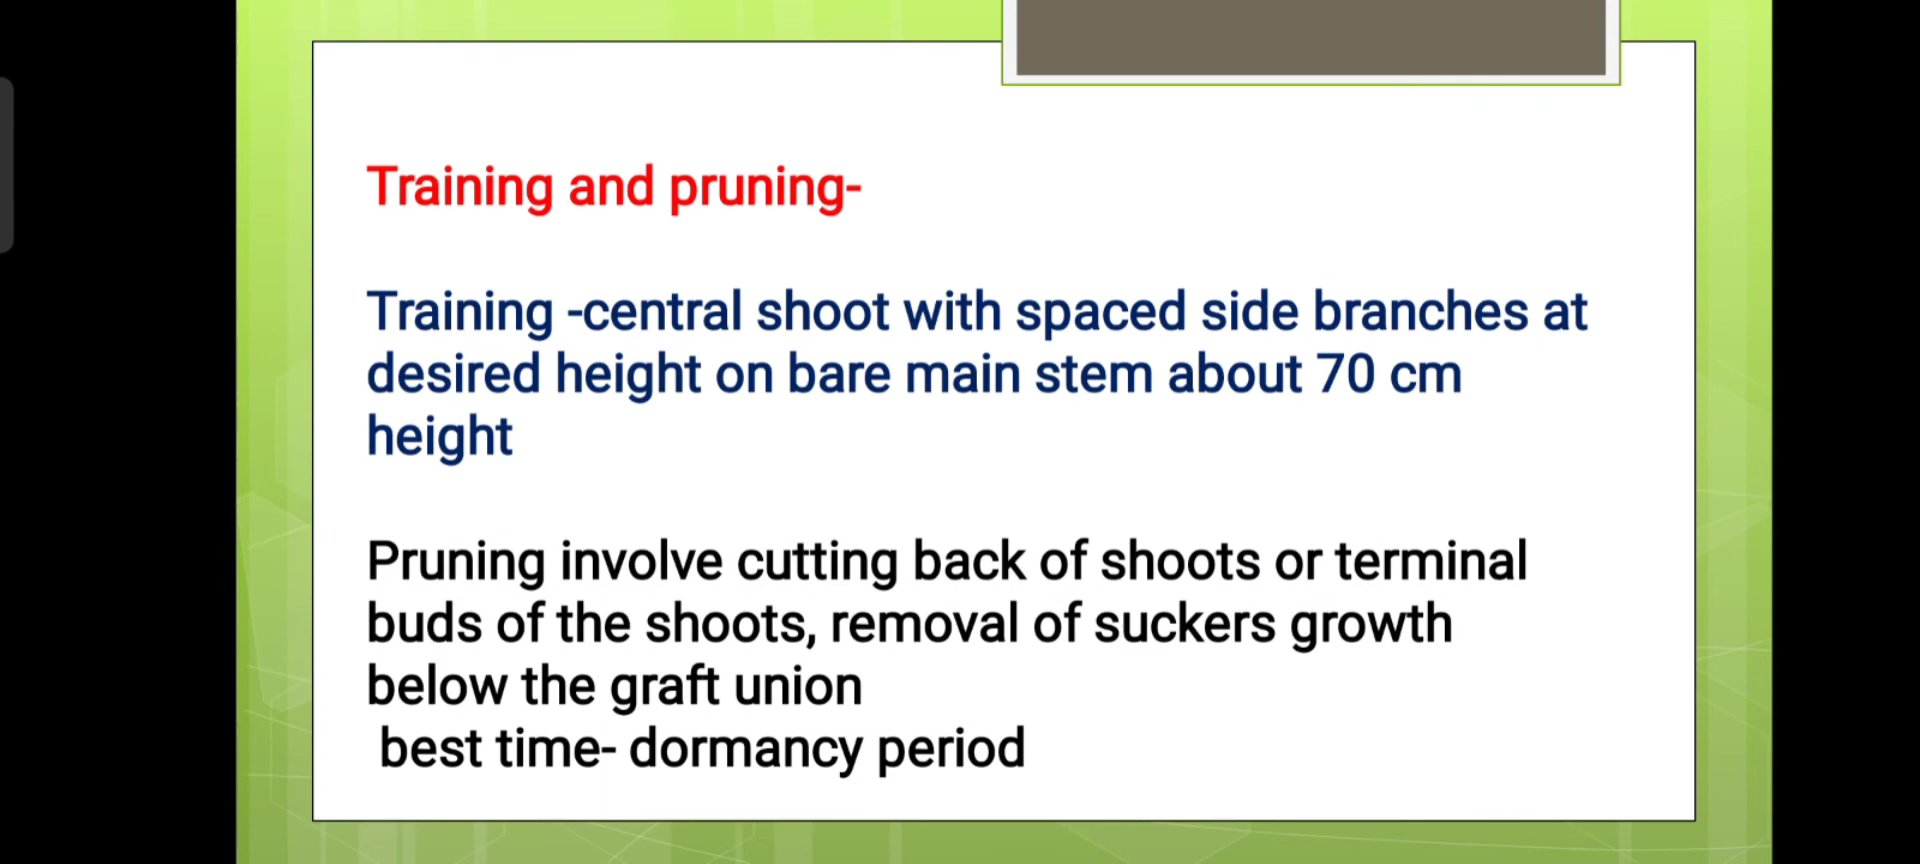 Training and pruning-
Training -central shoot with spaced side branches at
desired height on bare main stem about 70 cm
height
Pruning involve cutting back of shoots or terminal
buds of the shoots, removal of suckers growth
below the graft union
best time- dormancy period